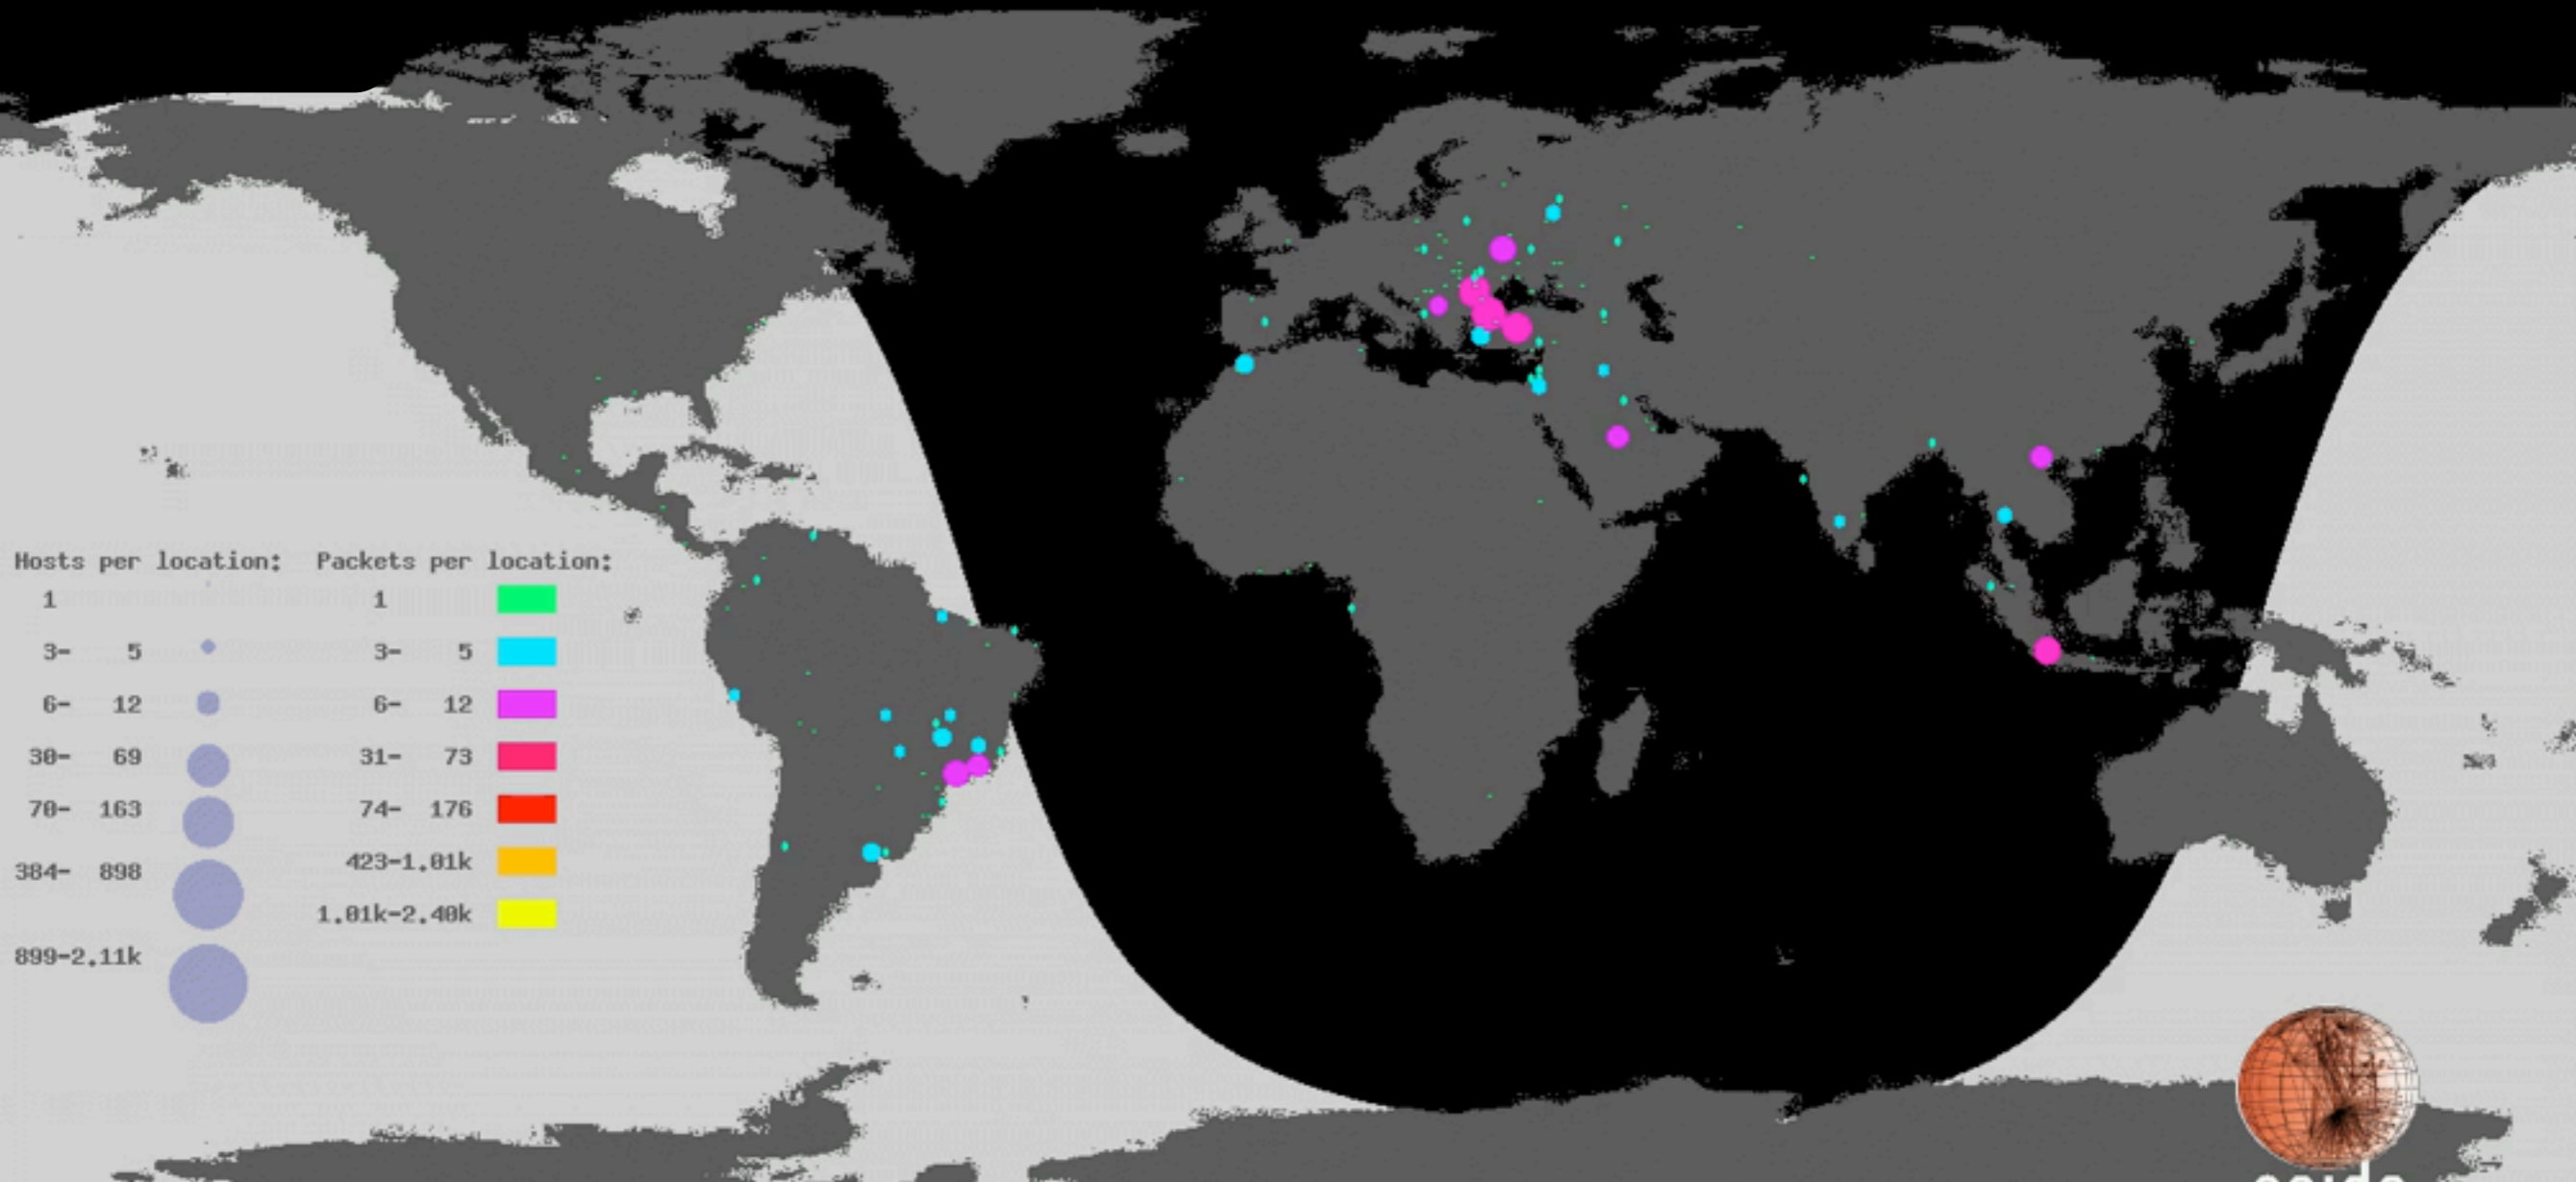 Hosts per location: Packets per location:
1 1
3- 5 3- 5
6- 12 6- 12
30- 69 31- 73
70- 163 74- 176
384- 898 423-1.01k
899-2.11k 1.01k-2.40k